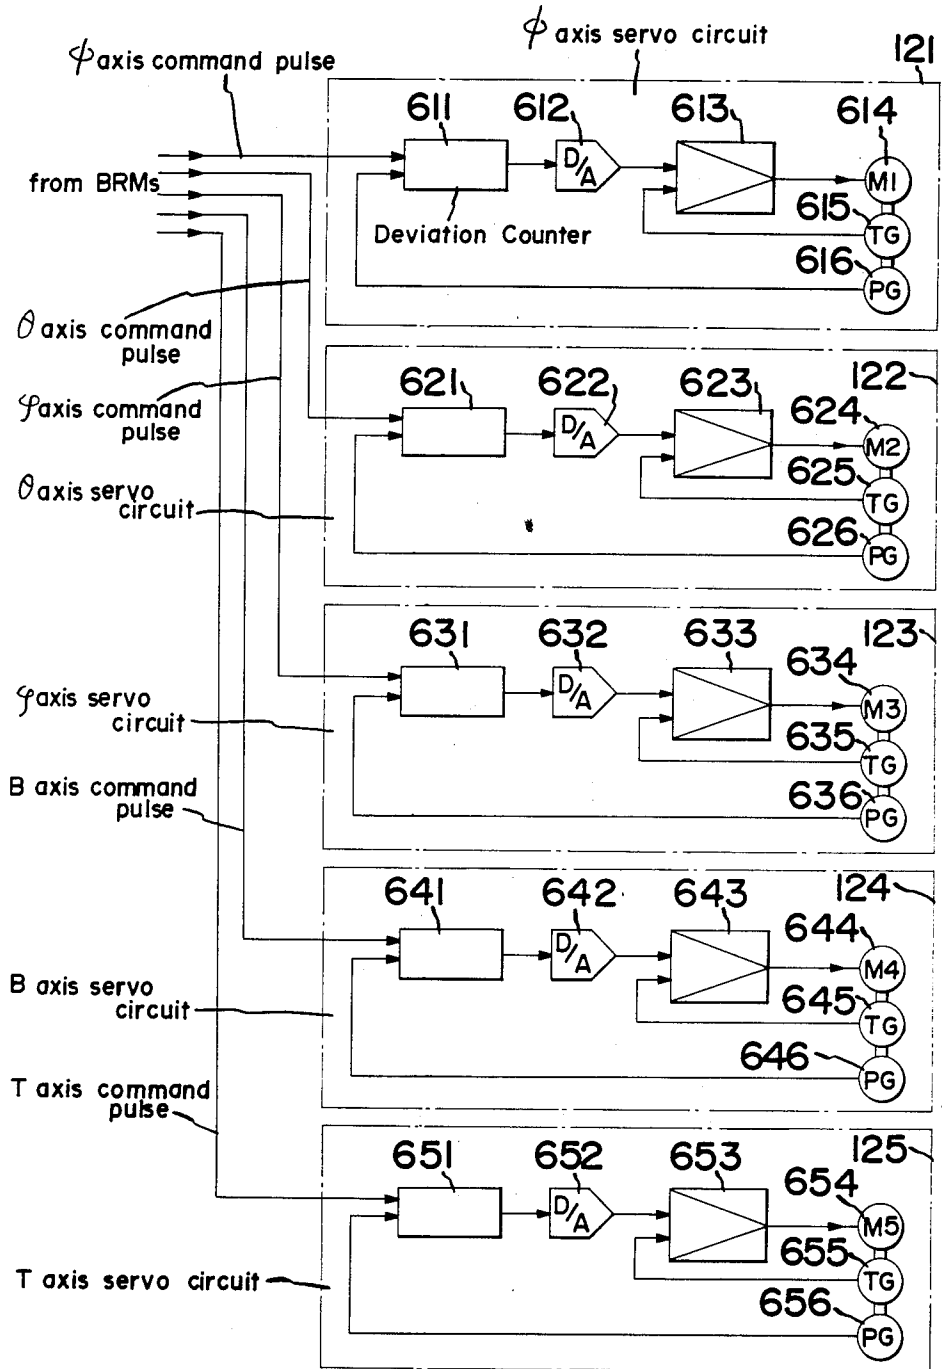 ϕ axis servo circuit
121
ϕ axis command pulse
611
612
613
614
D/A
M1
from BRMs
615
TG
Deviation Counter
616
PG
θ axis command
pulse
621
622
623
122
624
φ axis command
pulse
D/A
M2
625
θ axis servo
circuit
TG
626
PG
631
632
633
123
634
D/A
M3
φ axis servo
circuit
635
TG
B axis command
pulse
636
PG
641
642
643
124
644
D/A
M4
B axis servo
circuit
645
TG
646
PG
T axis command
pulse
651
652
653
125
654
D/A
M5
655
T axis servo circuit
TG
656
PG